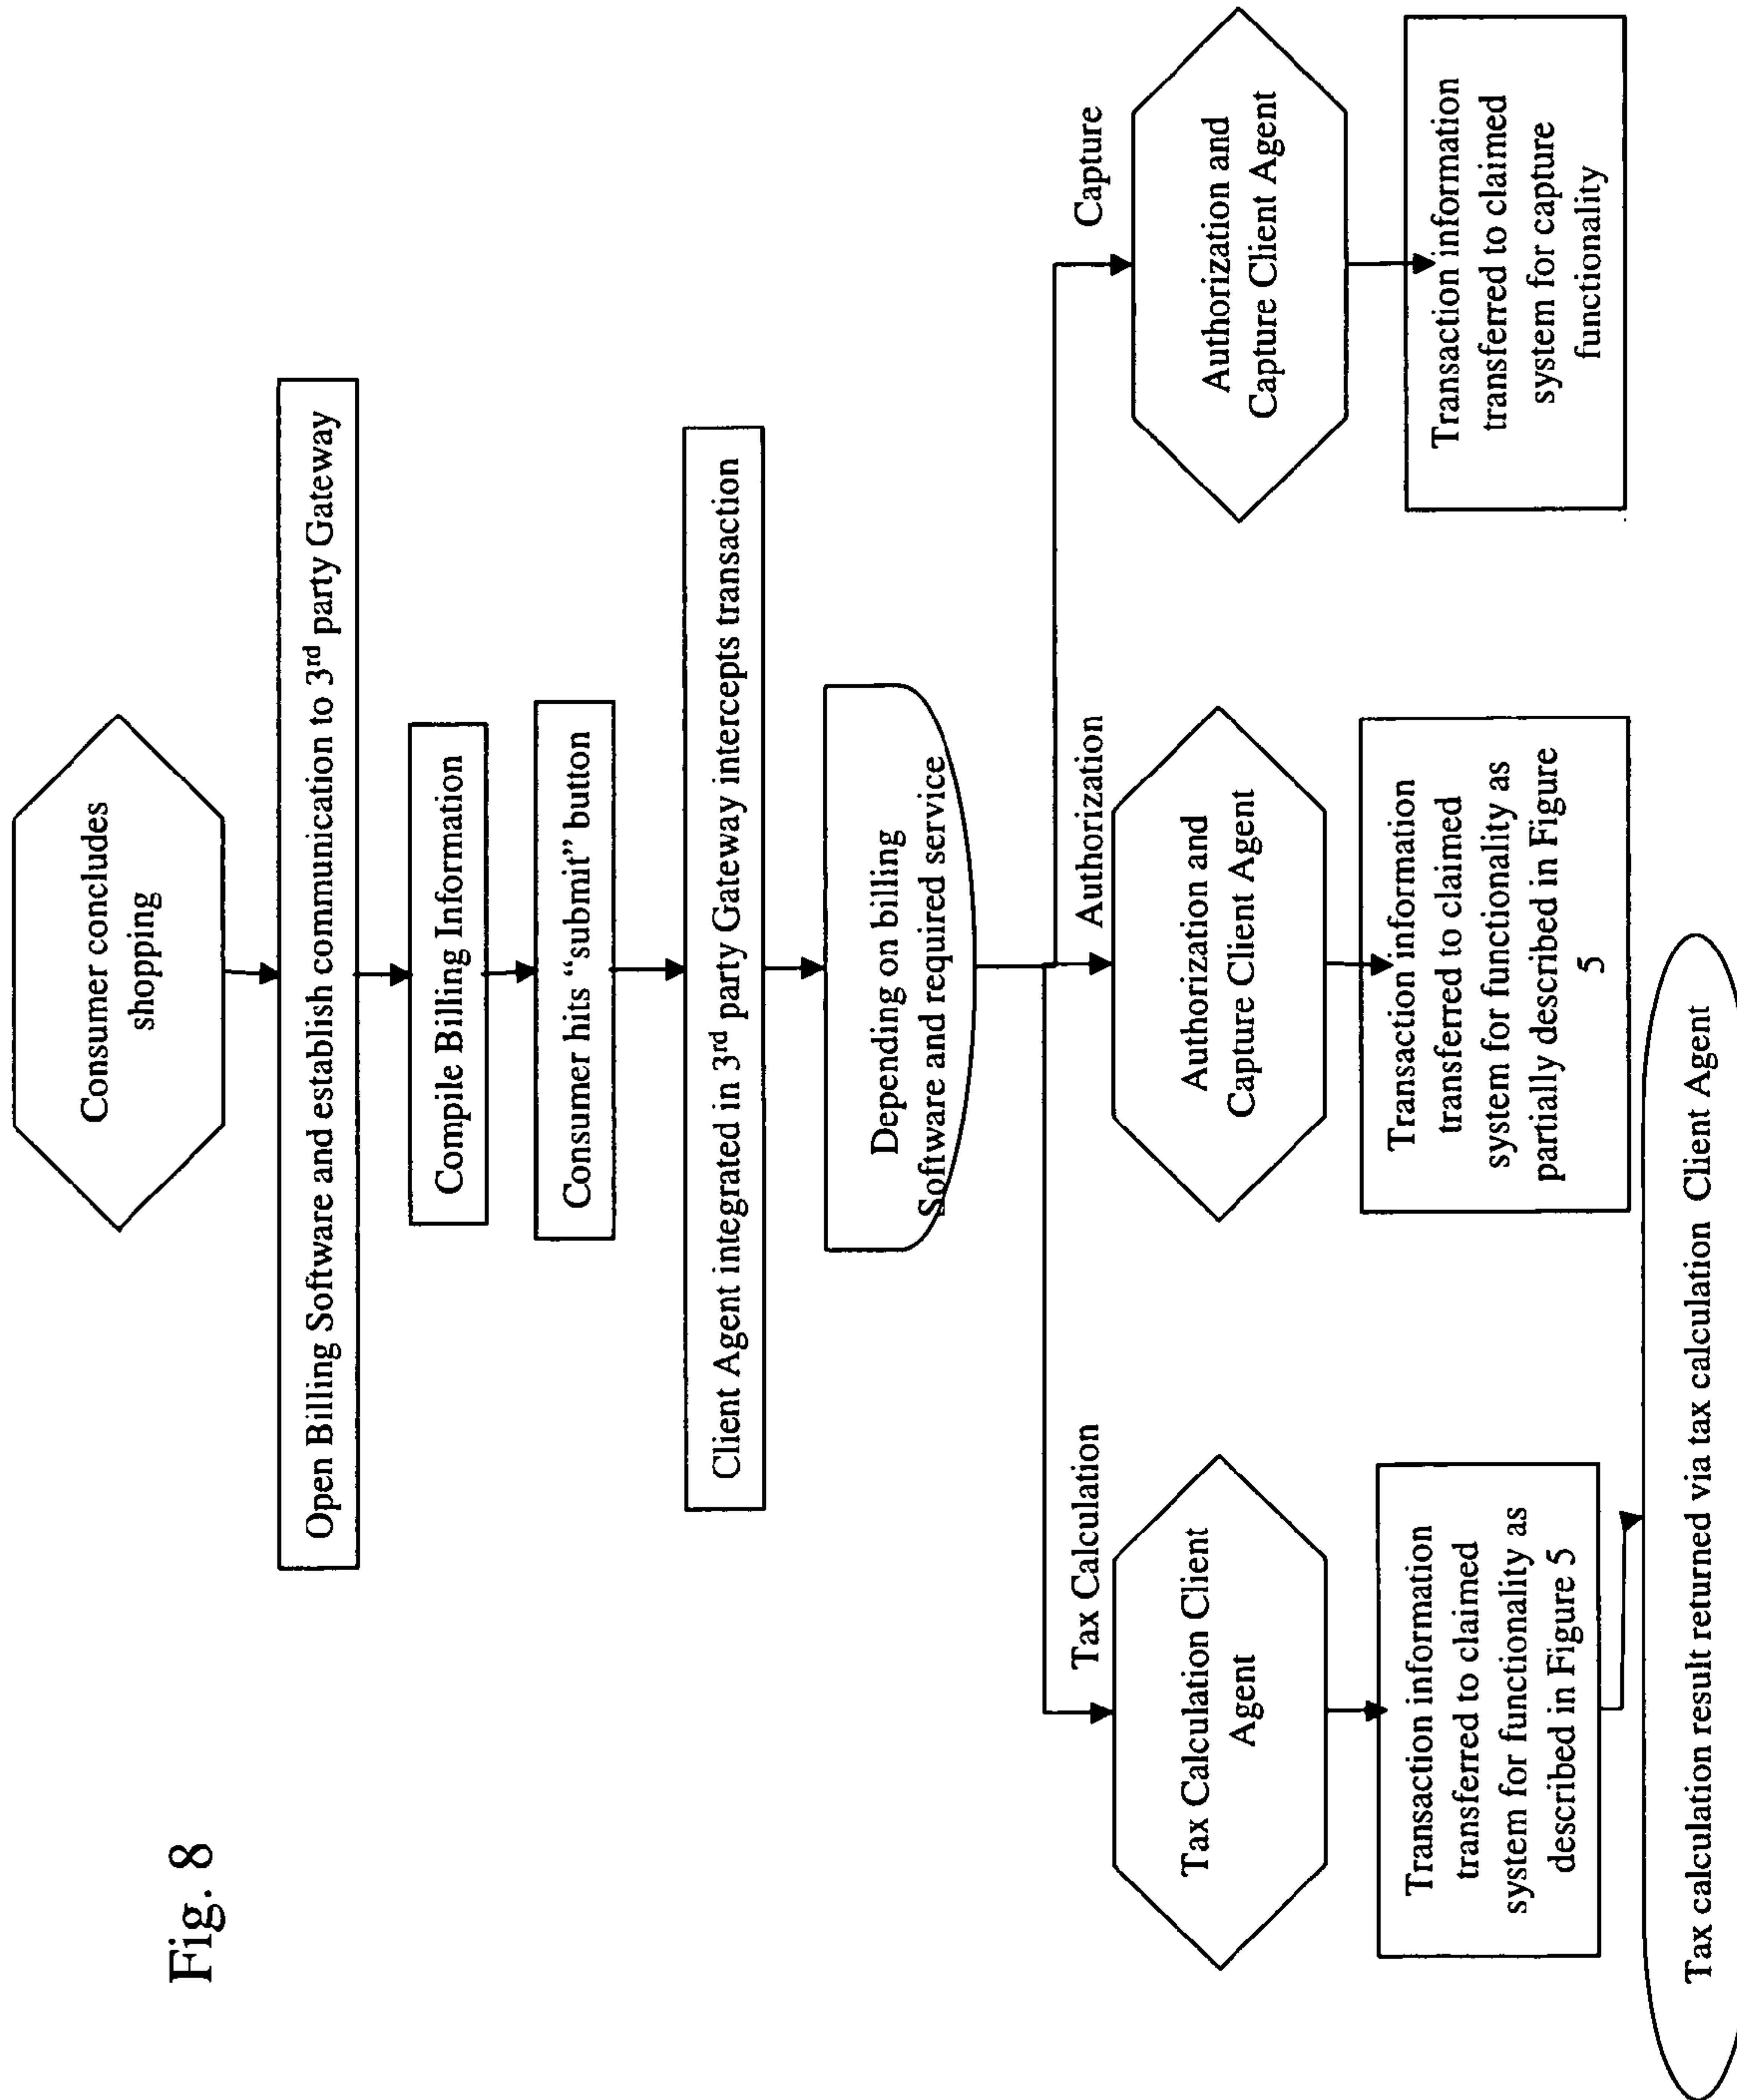 Fig. 8
Consumer concludes
shopping
Open Billing Software and establish communication to 3rd party Gateway
Compile Billing Information
Consumer hits “submit” button
Client Agent integrated in 3rd party Gateway intercepts transaction
Depending on billing
Software and required service
Tax Calculation
Authorization
Capture
Tax Calculation Client
Agent
Authorization and
Capture Client Agent
Authorization and
Capture Client Agent
Transaction information
transferred to claimed
system for functionality as
described in Figure 5
Transaction information
transferred to claimed
system for functionality as
partially described in Figure
5
Transaction information
transferred to claimed
system for capture
functionality
Tax calculation result returned via tax calculation Client Agent